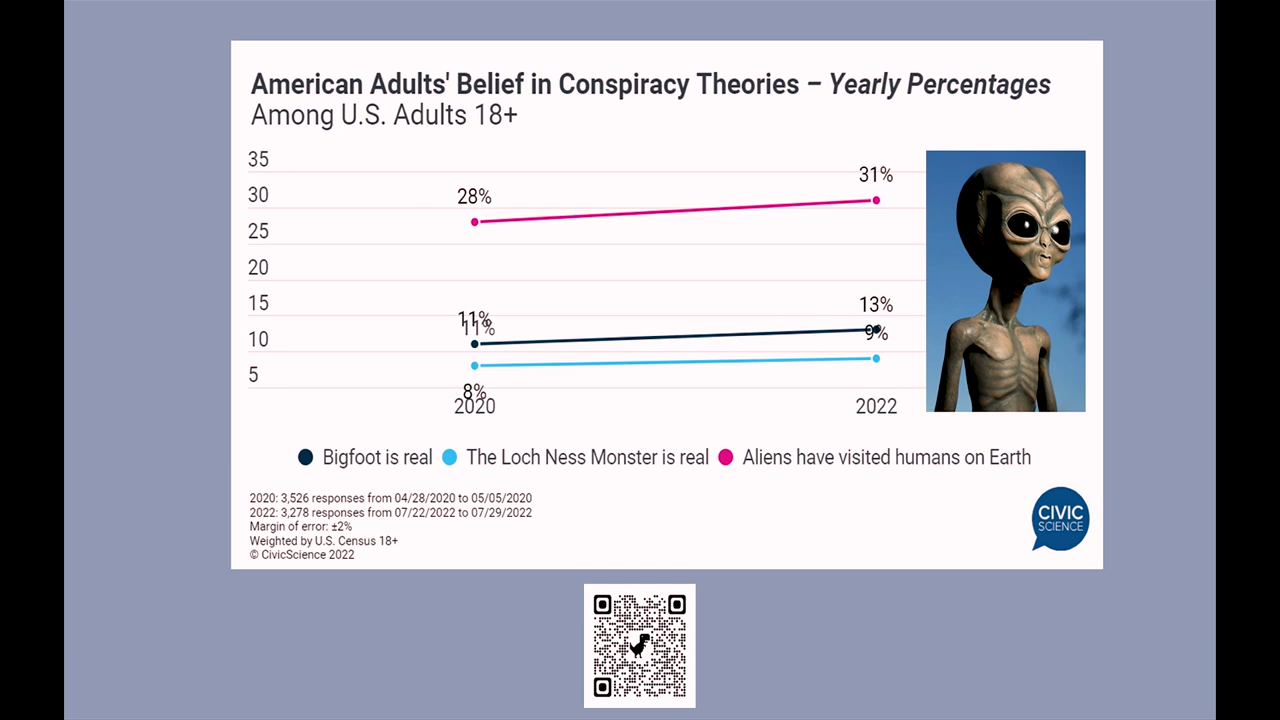 American Adults' Belief in Conspiracy Theories – Yearly Percentages
Among U.S. Adults 18+
35
30
25
20
15
10
5
28%
31%
11%
11%
13%
9%
8%
2020
2022
Bigfoot is real
The Loch Ness Monster is real
Aliens have visited humans on Earth
2020: 3,526 responses from 04/28/2020 to 05/05/2020
2022: 3,278 responses from 07/22/2022 to 07/29/2022
Margin of error: ±2%
Weighted by U.S. Census 18+
© CivicScience 2022
CIVIC
SCIENCE